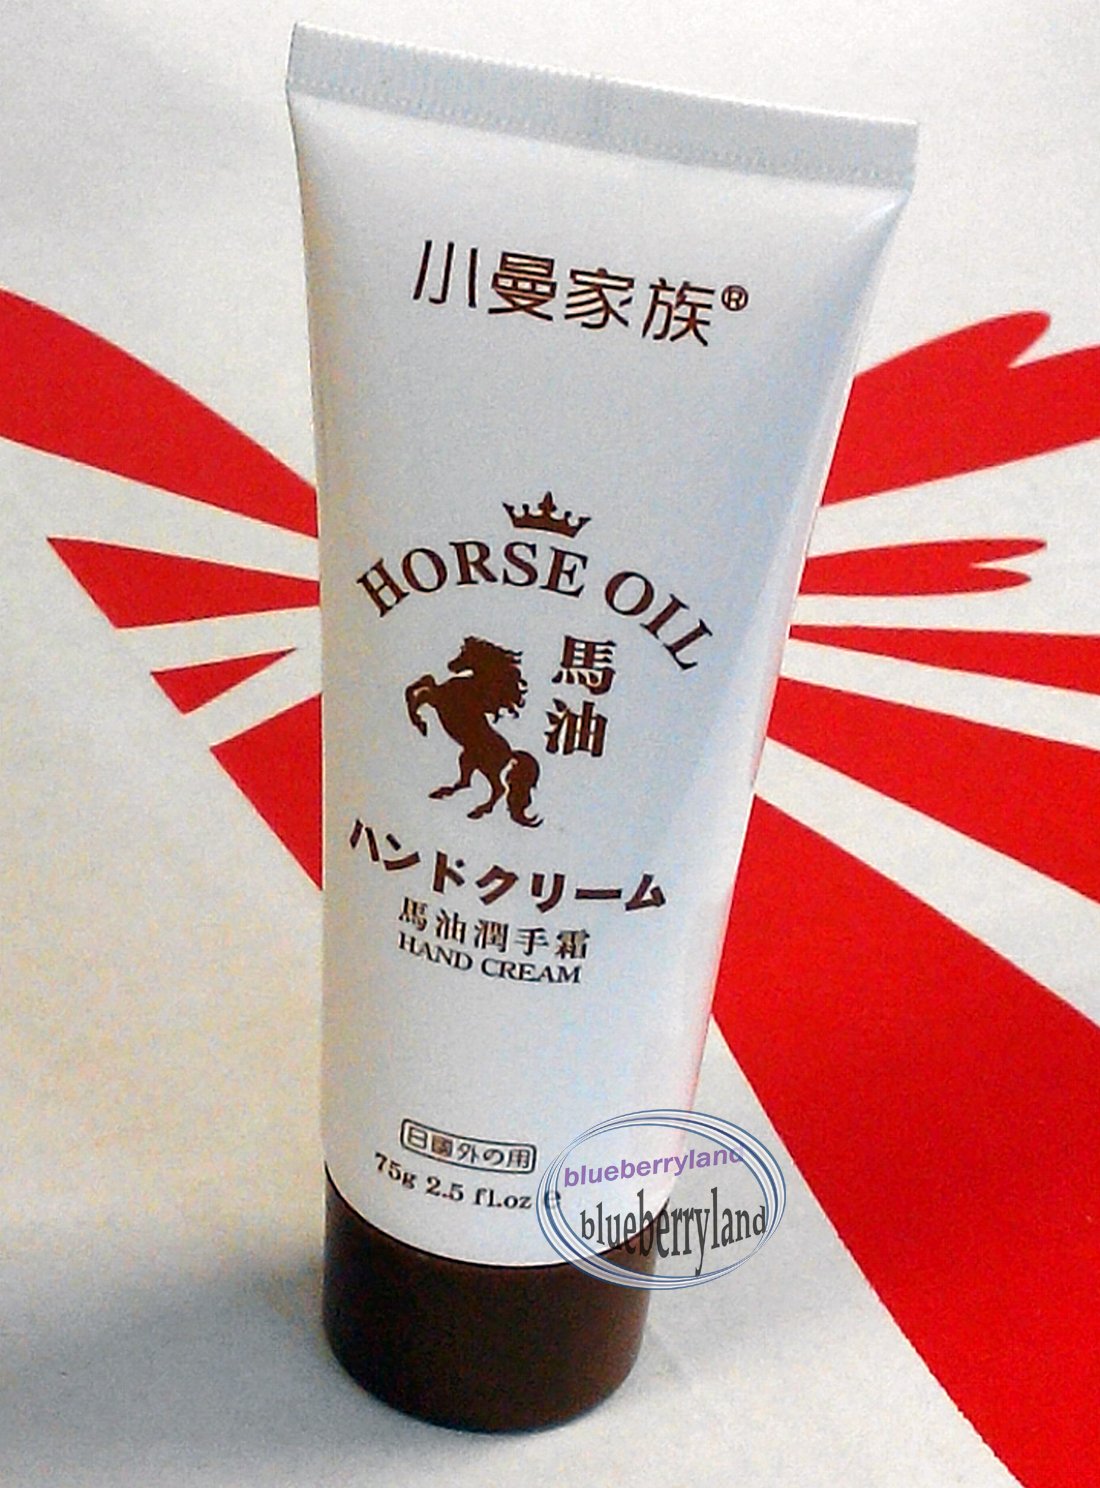 小曼家族®
HORSE OIL
馬油
ハンドクリーム
馬油潤手霜
HAND CREAM
日國外の用
75g 2.5 fl.oz e
blueberryland
blueberryland